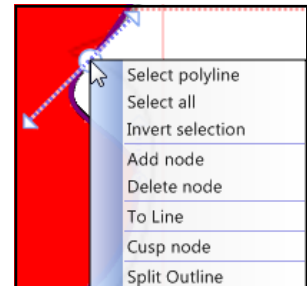 Select polyline
Select all
Invert selection
Add node
Delete node
To Line
Cusp node
Split Outline